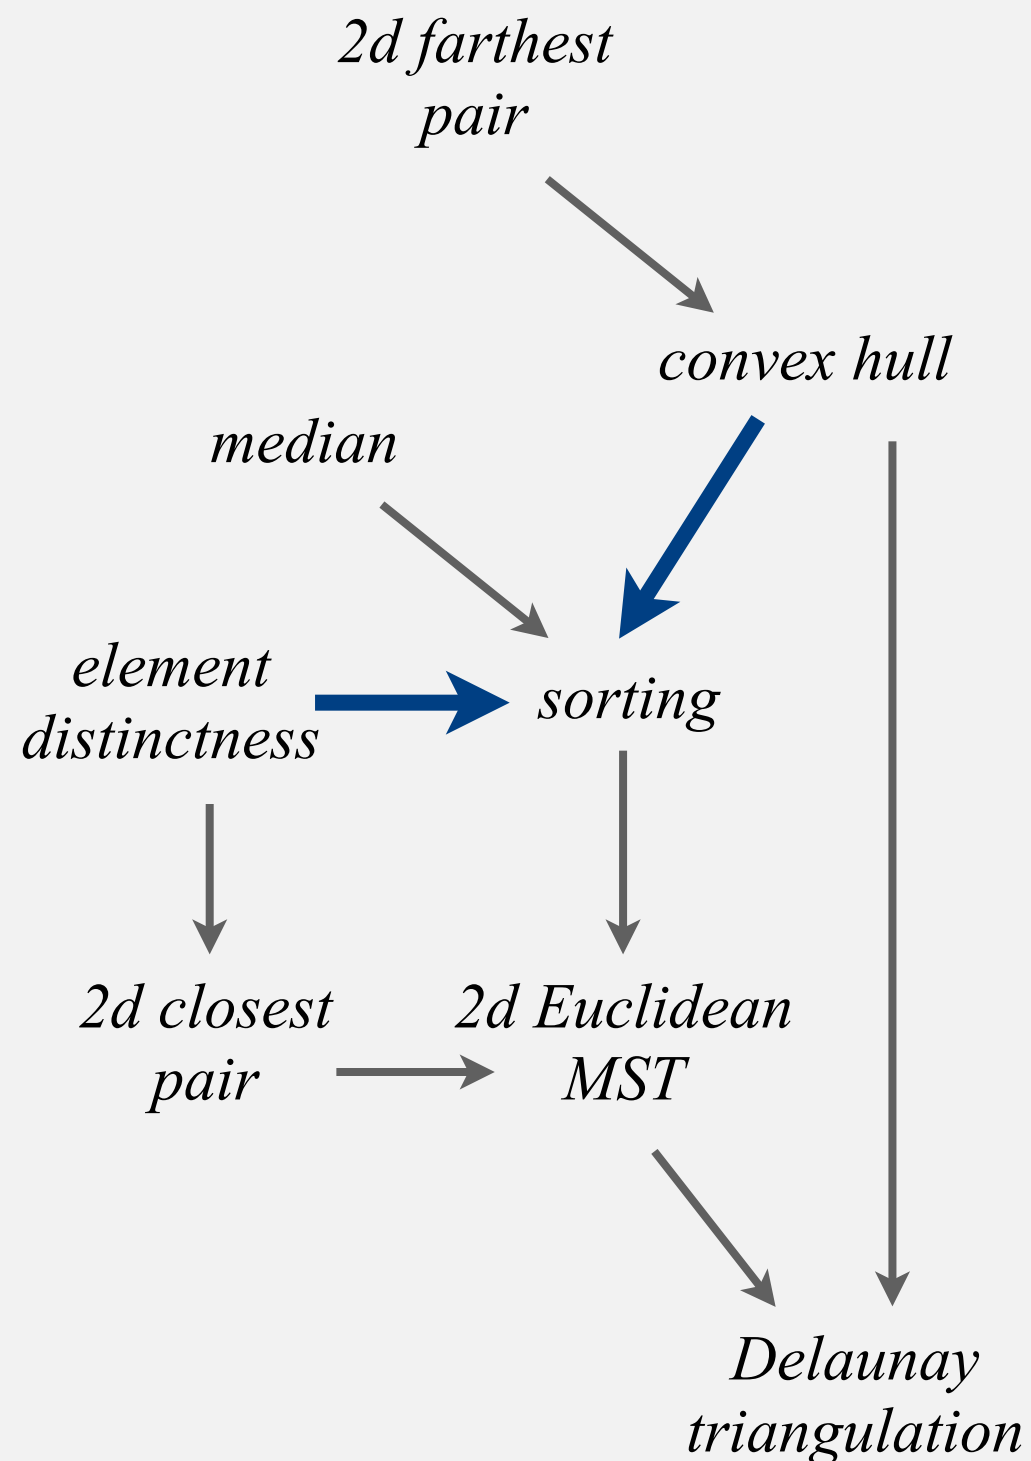 2d farthest
pair
convex hull
median
element
distinctness
sorting
2d closest
pair
2d Euclidean
MST
Delaunay
triangulation